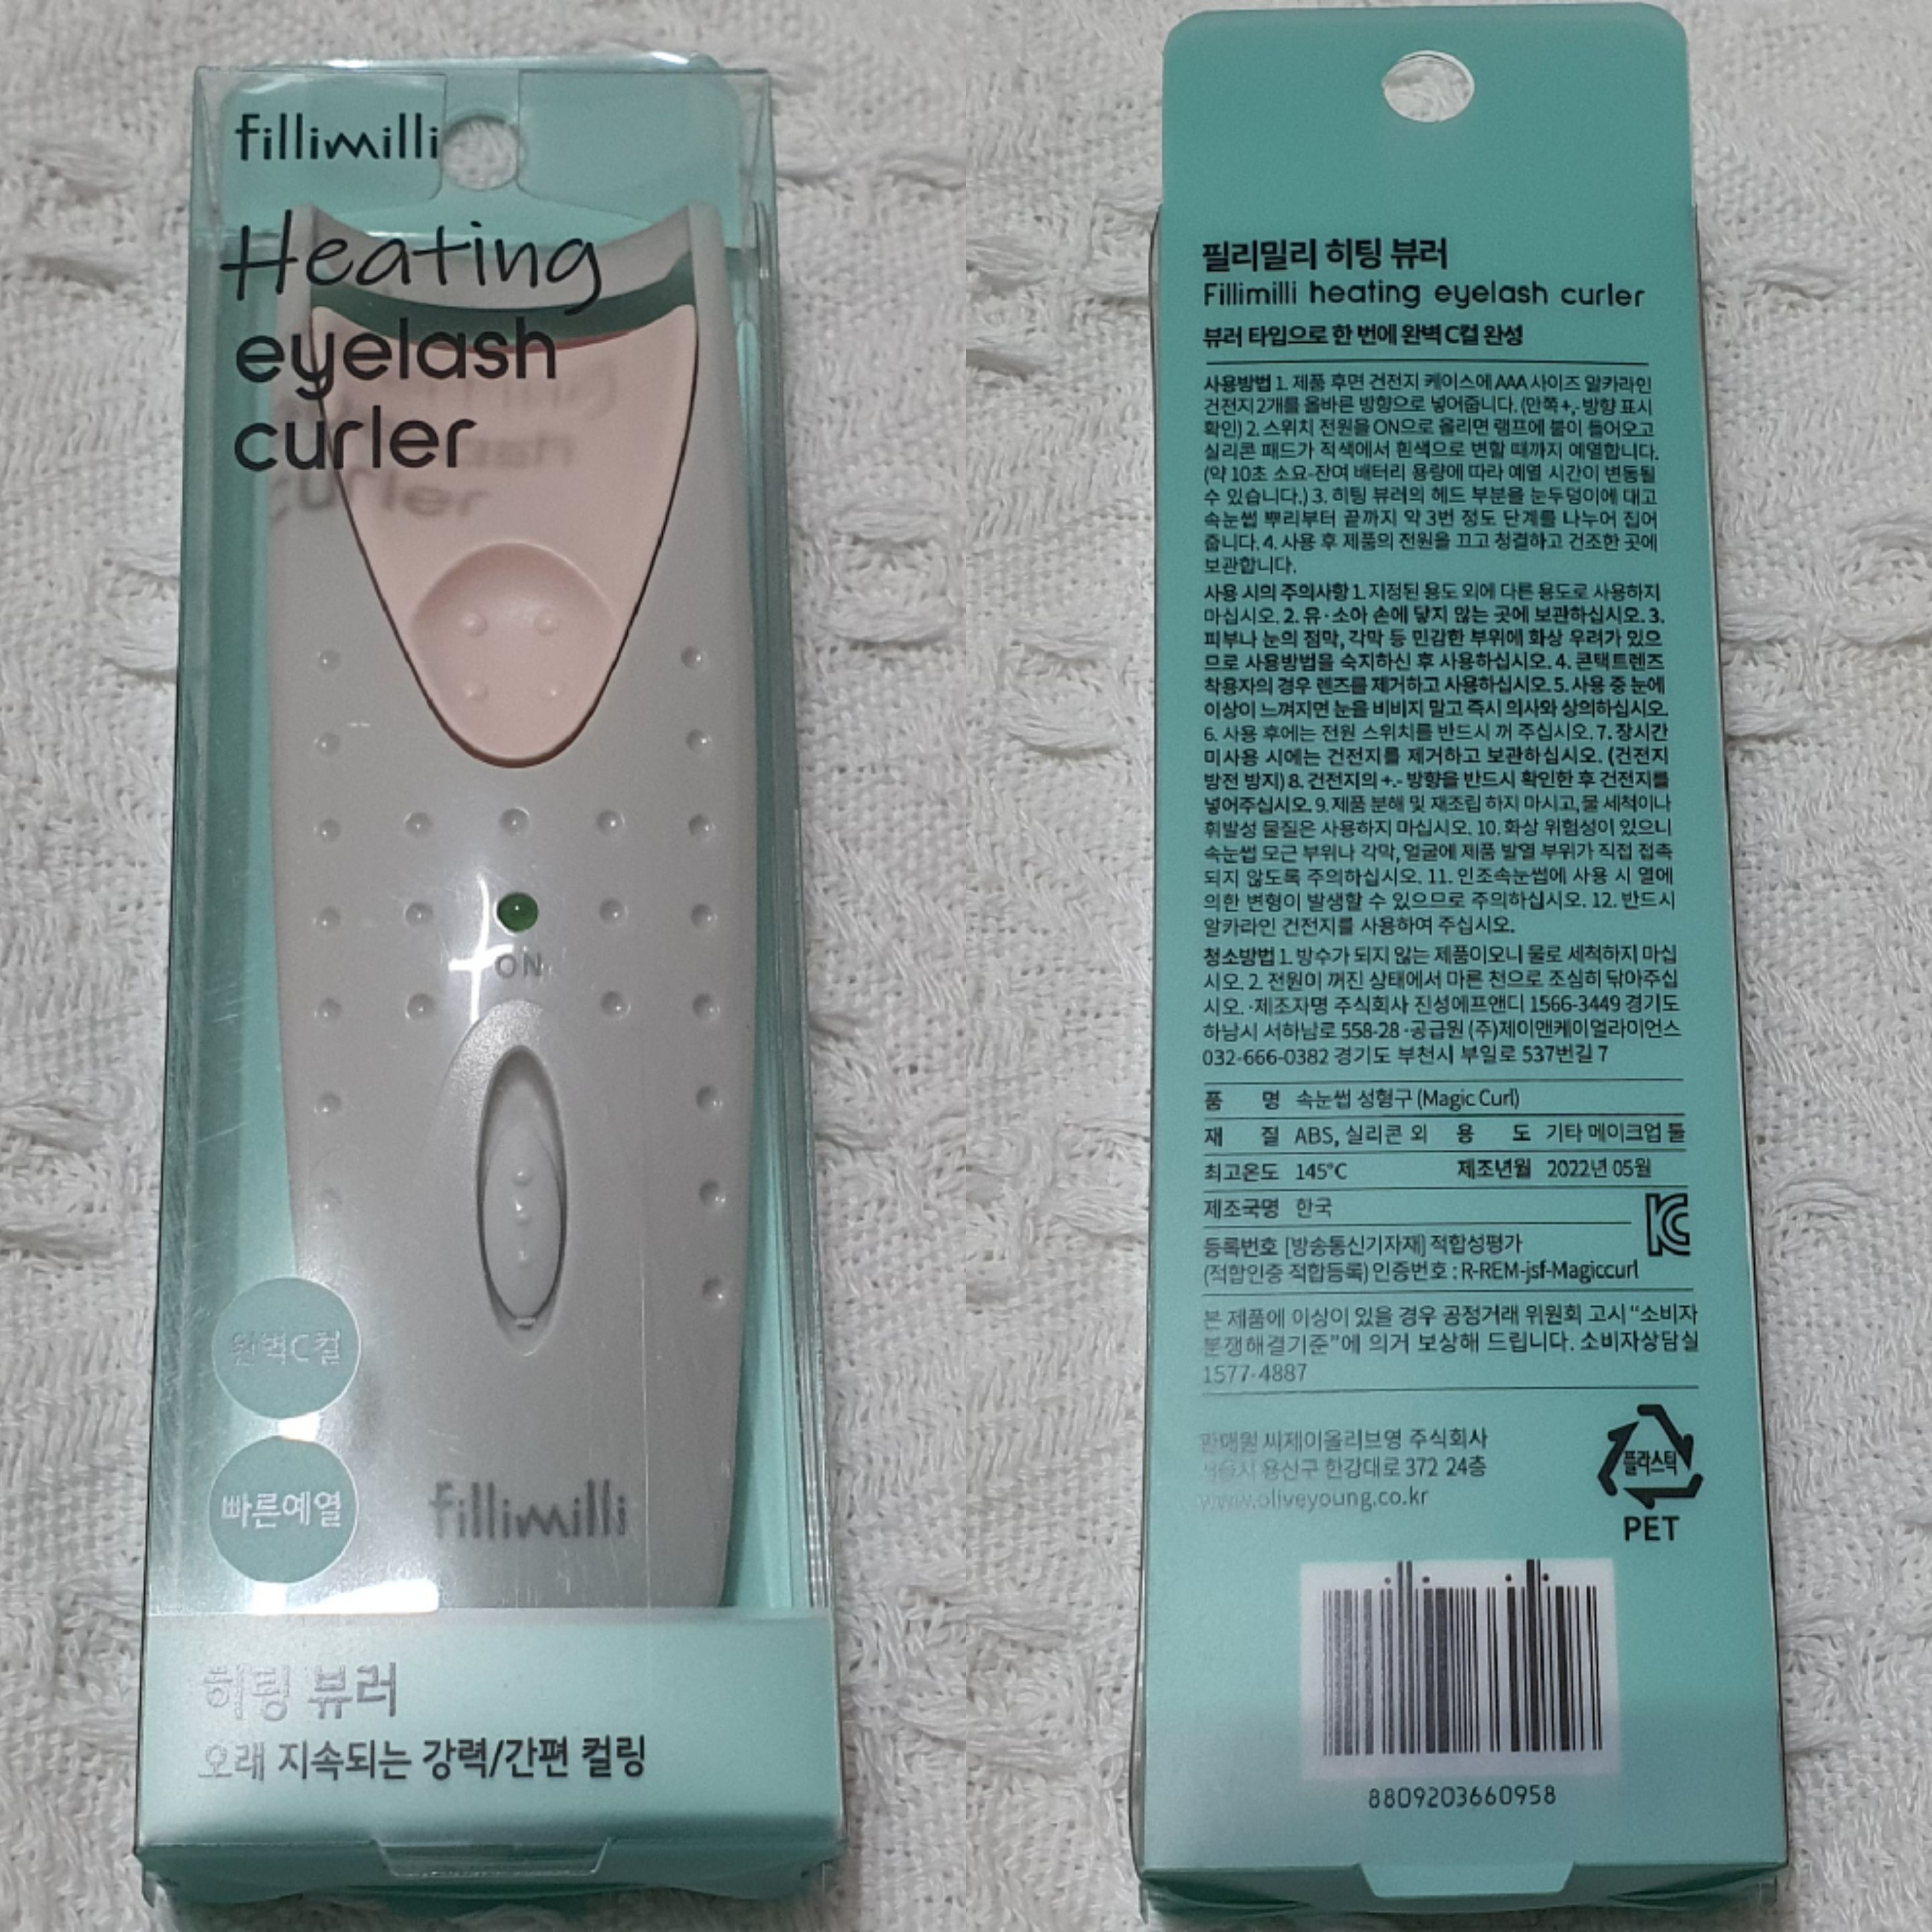 fillimilli
Heating
eyelash
curler
ON
완벽C컬
빠른예열
fillimilli
히팅 뷰러
오래 지속되는 강력/간편 컬링
필리밀리 히팅 뷰러
Fillimilli heating eyelash curler
뷰러 타입으로 한 번에 완벽 C컬 완성
사용방법 1. 제품 후면 건전지 케이스에 AAA 사이즈 알카라인
건전지 2개를 올바른 방향으로 넣어줍니다. (안쪽 +,- 방향 표시
확인) 2. 스위치 전원을 ON으로 올리면 램프에 불이 들어오고
실리콘 패드가 적색에서 흰색으로 변할 때까지 예열합니다.
(약 10초 소요-잔여 배터리 용량에 따라 예열 시간이 변동될
수 있습니다.) 3. 히팅 뷰러의 헤드 부분을 눈두덩이에 대고
속눈썹 뿌리부터 끝까지 약 3번 정도 단계를 나누어 집어
줍니다. 4. 사용 후 제품의 전원을 끄고 청결하고 건조한 곳에
보관합니다.
사용 시의 주의사항 1. 지정된 용도 외에 다른 용도로 사용하지
마십시오. 2. 유·소아 손에 닿지 않는 곳에 보관하십시오. 3.
피부나 눈의 점막, 각막 등 민감한 부위에 화상 우려가 있으
므로 사용방법을 숙지하신 후 사용하십시오. 4. 콘택트렌즈
착용자의 경우 렌즈를 제거하고 사용하십시오. 5. 사용 중 눈에
이상이 느껴지면 눈을 비비지 말고 즉시 의사와 상의하십시오.
6. 사용 후에는 전원 스위치를 반드시 꺼 주십시오. 7. 장시간
미사용 시에는 건전지를 제거하고 보관하십시오. (건전지
방전 방지) 8. 건전지의 +,- 방향을 반드시 확인한 후 건전지를
넣어주십시오. 9. 제품 분해 및 재조립 하지 마시고, 물 세척이나
휘발성 물질은 사용하지 마십시오. 10. 화상 위험성이 있으니
속눈썹 모근 부위나 각막, 얼굴에 제품 발열 부위가 직접 접촉
되지 않도록 주의하십시오. 11. 인조속눈썹에 사용 시 열에
의한 변형이 발생할 수 있으므로 주의하십시오. 12. 반드시
알카라인 건전지를 사용하여 주십시오.
청소방법 1. 방수가 되지 않는 제품이오니 물로 세척하지 마십
시오. 2. 전원이 꺼진 상태에서 마른 천으로 조심히 닦아주십
시오. ·제조자명 주식회사 진성에프앤디 1566-3449 경기도
하남시 서하남로 558-28 ·공급원 (주)제이앤케이얼라이언스
032-666-0382 경기도 부천시 부일로 537번길 7
품 명 속눈썹 성형구 (Magic Curl)
재 질 ABS, 실리콘 외 용 도 기타 메이크업 툴
최고온도 145°C 제조년월 2022년 05월
제조국명 한국
등록번호 [방송통신기자재] 적합성평가
(적합인증 적합등록) 인증번호 : R-REM-jsf-Magiccurl
본 제품에 이상이 있을 경우 공정거래 위원회 고시 “소비자
분쟁해결기준”에 의거 보상해 드립니다. 소비자상담실
1577-4887
판매원 씨제이올리브영 주식회사
서울시 용산구 한강대로 372 24층
www.oliveyoung.co.kr
플라스틱
PET
8809203660958